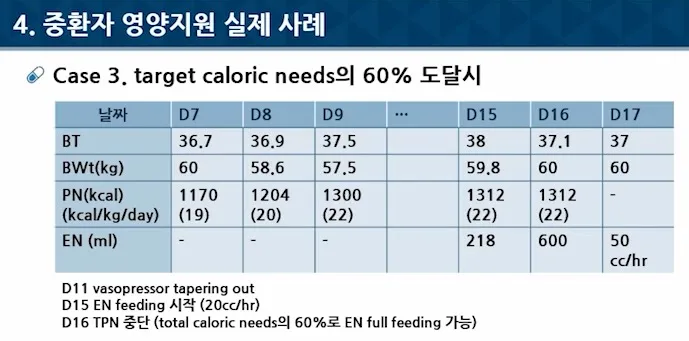 4. 중환자 영양지원 실제 사례
Case 3. target caloric needs의 60% 도달시
날짜 D7 D8 D9 ... D15 D16 D17
BT 36.7 36.9 37.5 38 37.1 37
BWt(kg) 60 58.6 57.5 59.8 60 60
PN(kcal) 1170 1204 1300 1312 1312 -
(kcal/kg/day) (19) (20) (22) (22) (22)
EN (ml) - - - 218 600 50
cc/hr
D11 vasopressor tapering out
D15 EN feeding 시작 (20cc/hr)
D16 TPN 중단 (total caloric needs의 60%로 EN full feeding 가능)